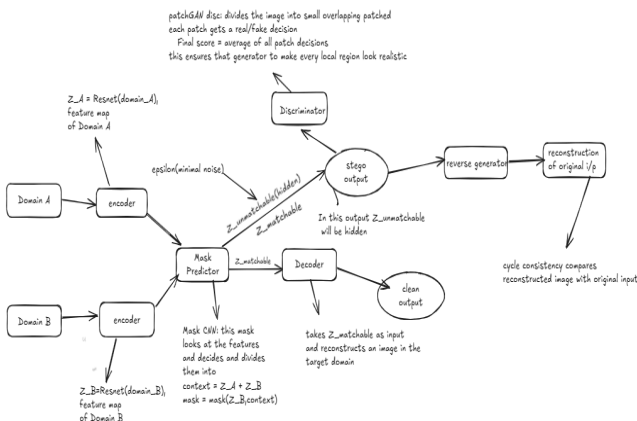 patchGAN disc: divides the image into small overlapping patched
each patch gets a real/fake decision
Final score = average of all patch decisions
this ensures that generator to make every local region look realistic
Z_A = Resnet(domain_A),
feature map
of Domain A
Discriminator
epsilon(minimal noise)
stego
output
reverse generator
reconstruction
of original i/p
Domain A
encoder
Z_unmatchable(hidden)
Z_matchable
In this output Z_unmatchable
will be hidden
Mask
Predictor
Z_matchable
Decoder
clean
output
cycle consistency compares
reconstructed image with original input
Domain B
encoder
Mask CNN: this mask
looks at the features
and decides and divides
them into
context = Z_A + Z_B
mask = mask(Z_B,context)
takes Z_matchable as input
and reconstructs an image in the
target domain
Z_B=Resnet(domain_B),
feature map
of Domain B